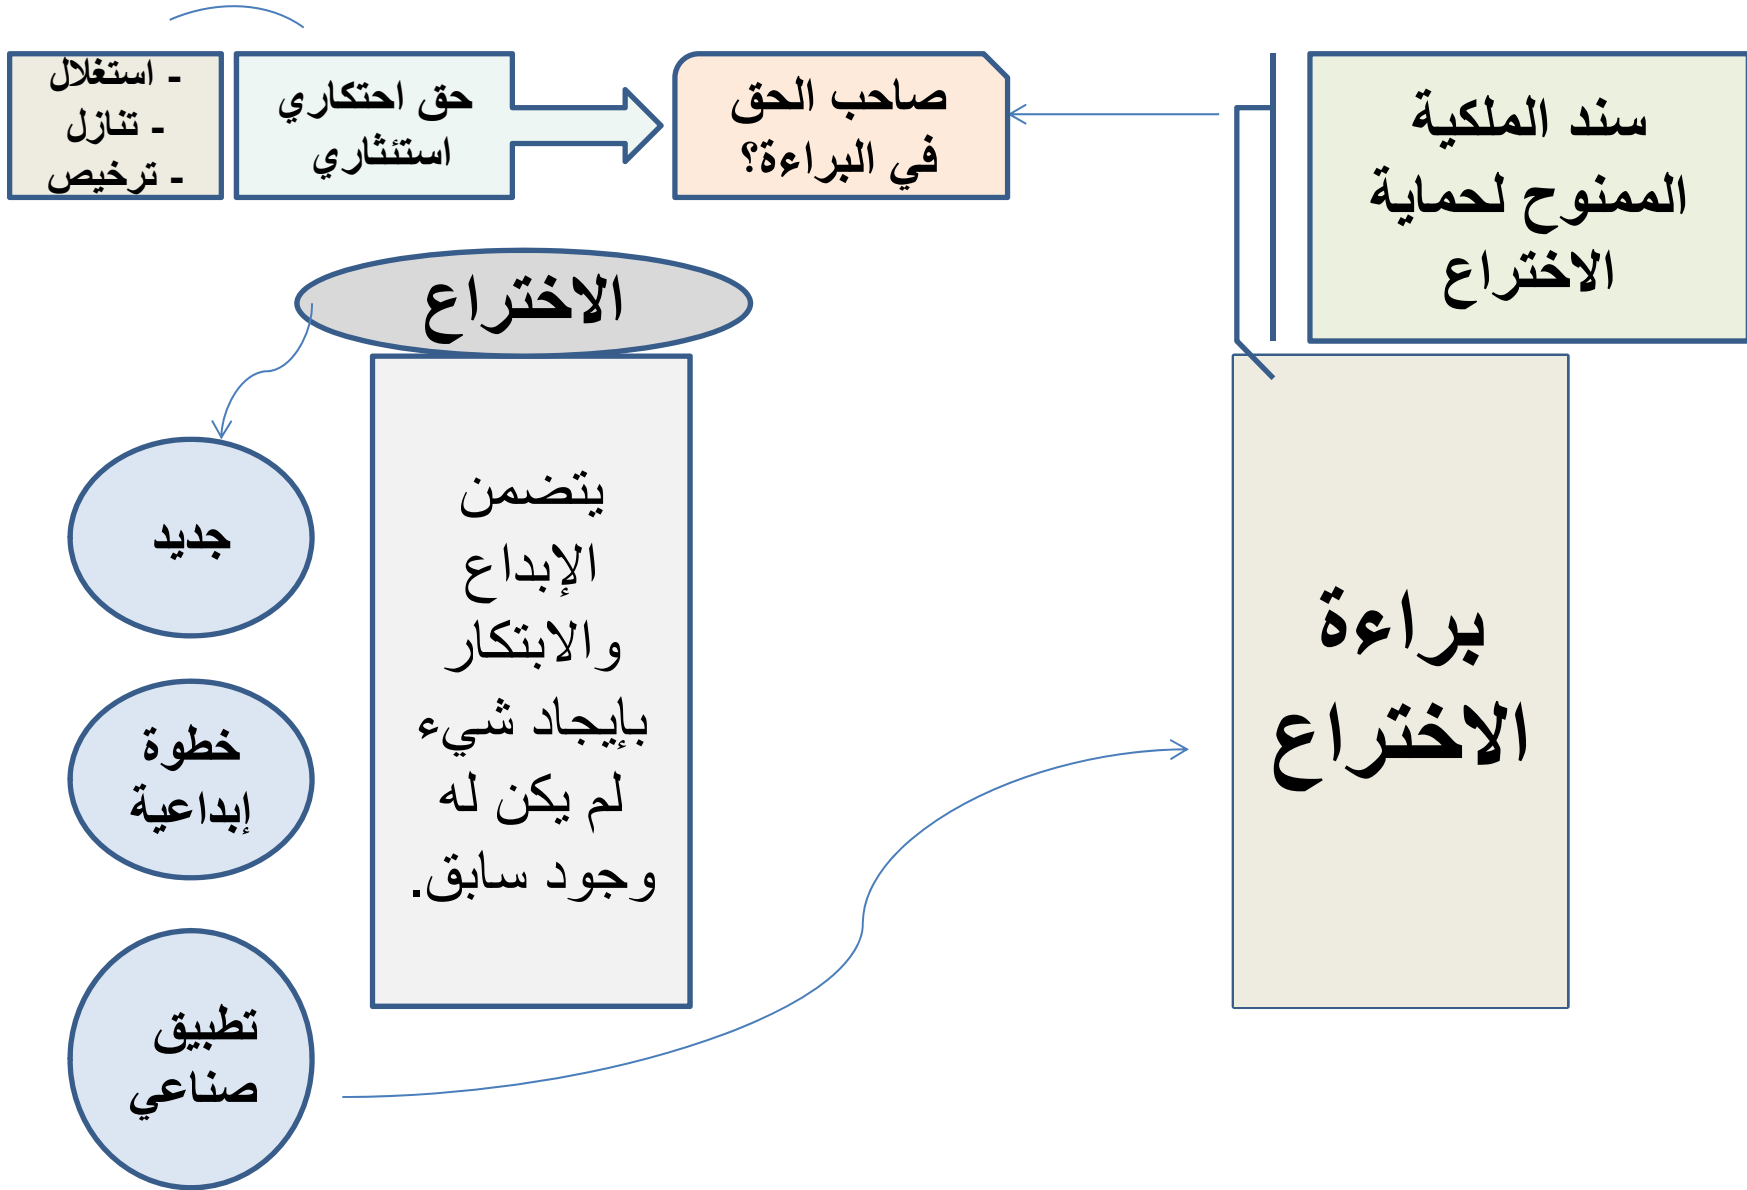 سند الملكية
الممنوح لحماية
الاختراع
صاحب الحق
في البراءة؟
حق احتكاري
استئثاري
- استغلال
- تنازل
- ترخيص
براءة
الاختراع
الاختراع
يتضمن
الإبداع
والابتكار
بإيجاد شيء
لم يكن له
وجود سابق.
جديد
خطوة
إبداعية
تطبيق
صناعي